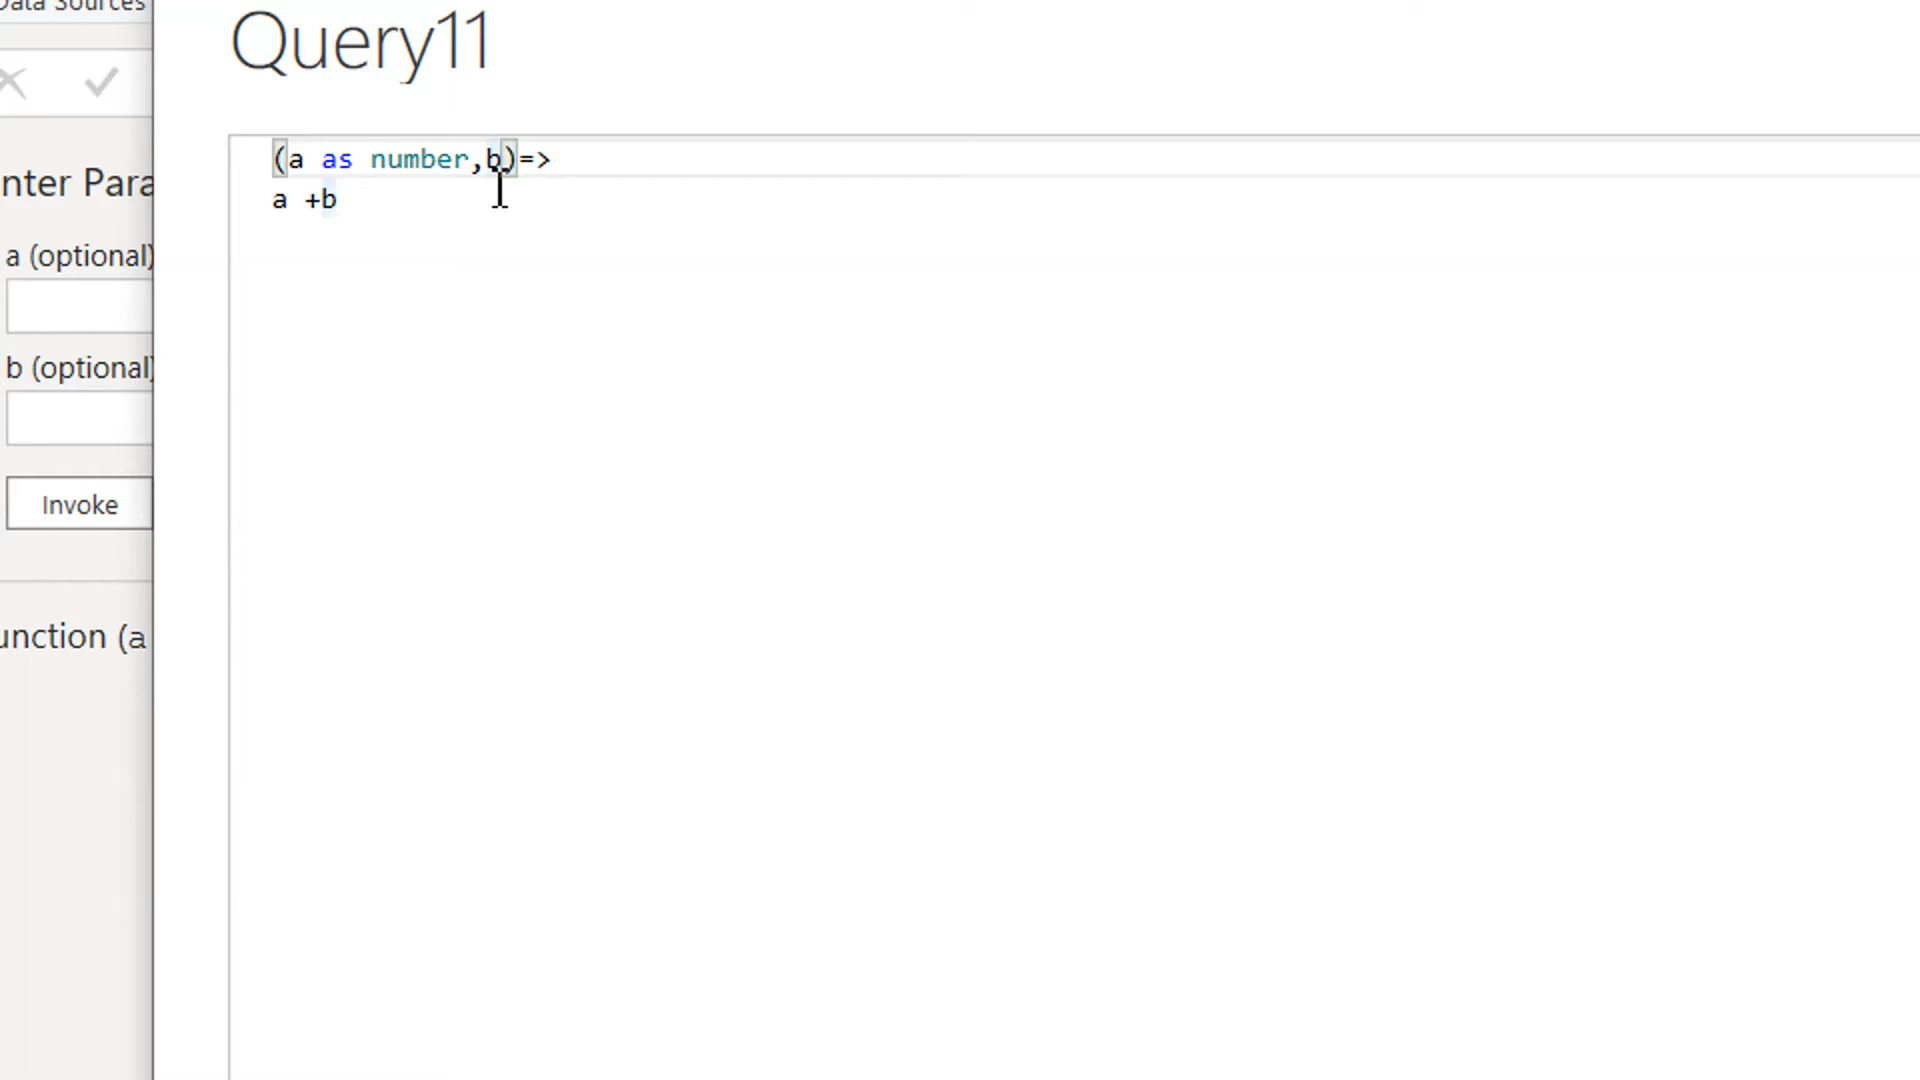 Data Sources
Query11
nter Para
(a as number,b)=>
a +b
a (optional)
b (optional)
Invoke
unction (a